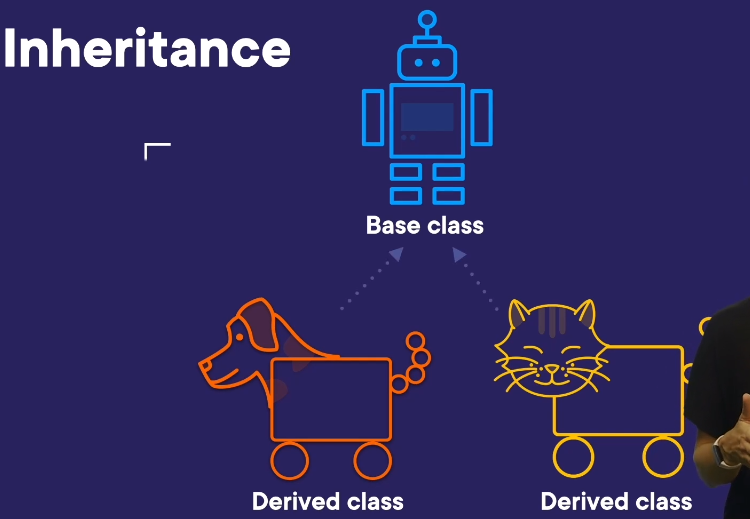 Inheritance
Base class
Derived class
Derived class